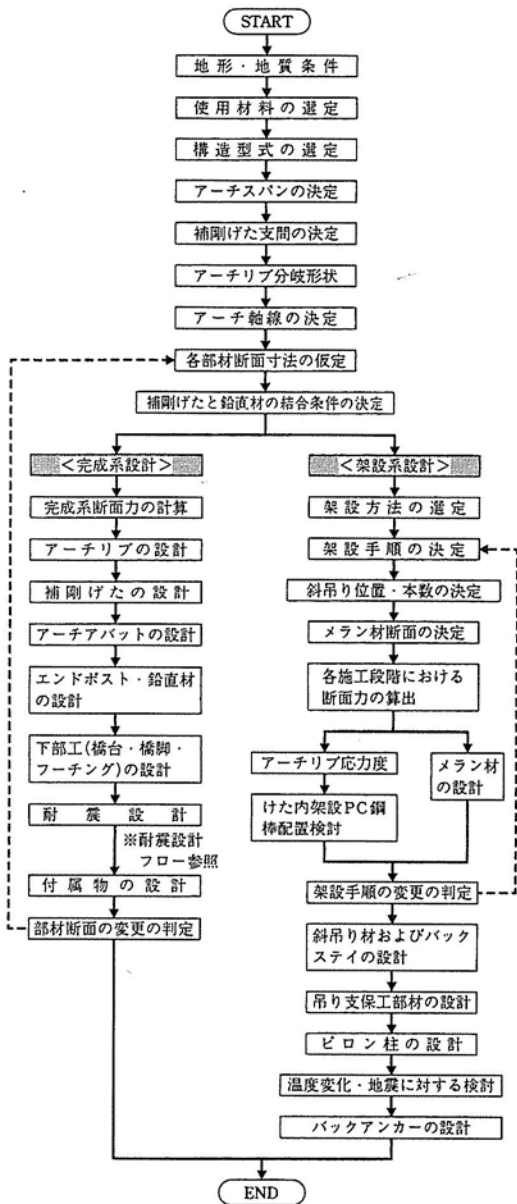 START
地形・地質条件
使用材料の選定
構造型式の選定
アーチスパンの決定
補剛げた支間の決定
アーチリブ分岐形状
アーチ軸線の決定
各部材断面寸法の仮定
補剛げたと鉛直材の結合条件の決定
<完成系設計>
完成系断面力の計算
アーチリブの設計
補剛げたの設計
アーチアバットの設計
エンドポスト・鉛直材
の設計
下部工(橋台・橋脚・
フーチング)の設計
耐震設計
※耐震設計
フロー参照
付属物の設計
部材断面の変更の判定
<架設系設計>
架設方法の選定
架設手順の決定
斜吊り位置・本数の決定
メラン材断面の決定
各施工段階における
断面力の算出
アーチリブ応力度
けた内架設PC鋼
棒配置検討
メラン材
の設計
架設手順の変更の判定
斜吊り材およびバック
ステイの設計
吊り支保工部材の設計
ピロン柱の設計
温度変化・地震に対する検討
バックアンカーの設計
END